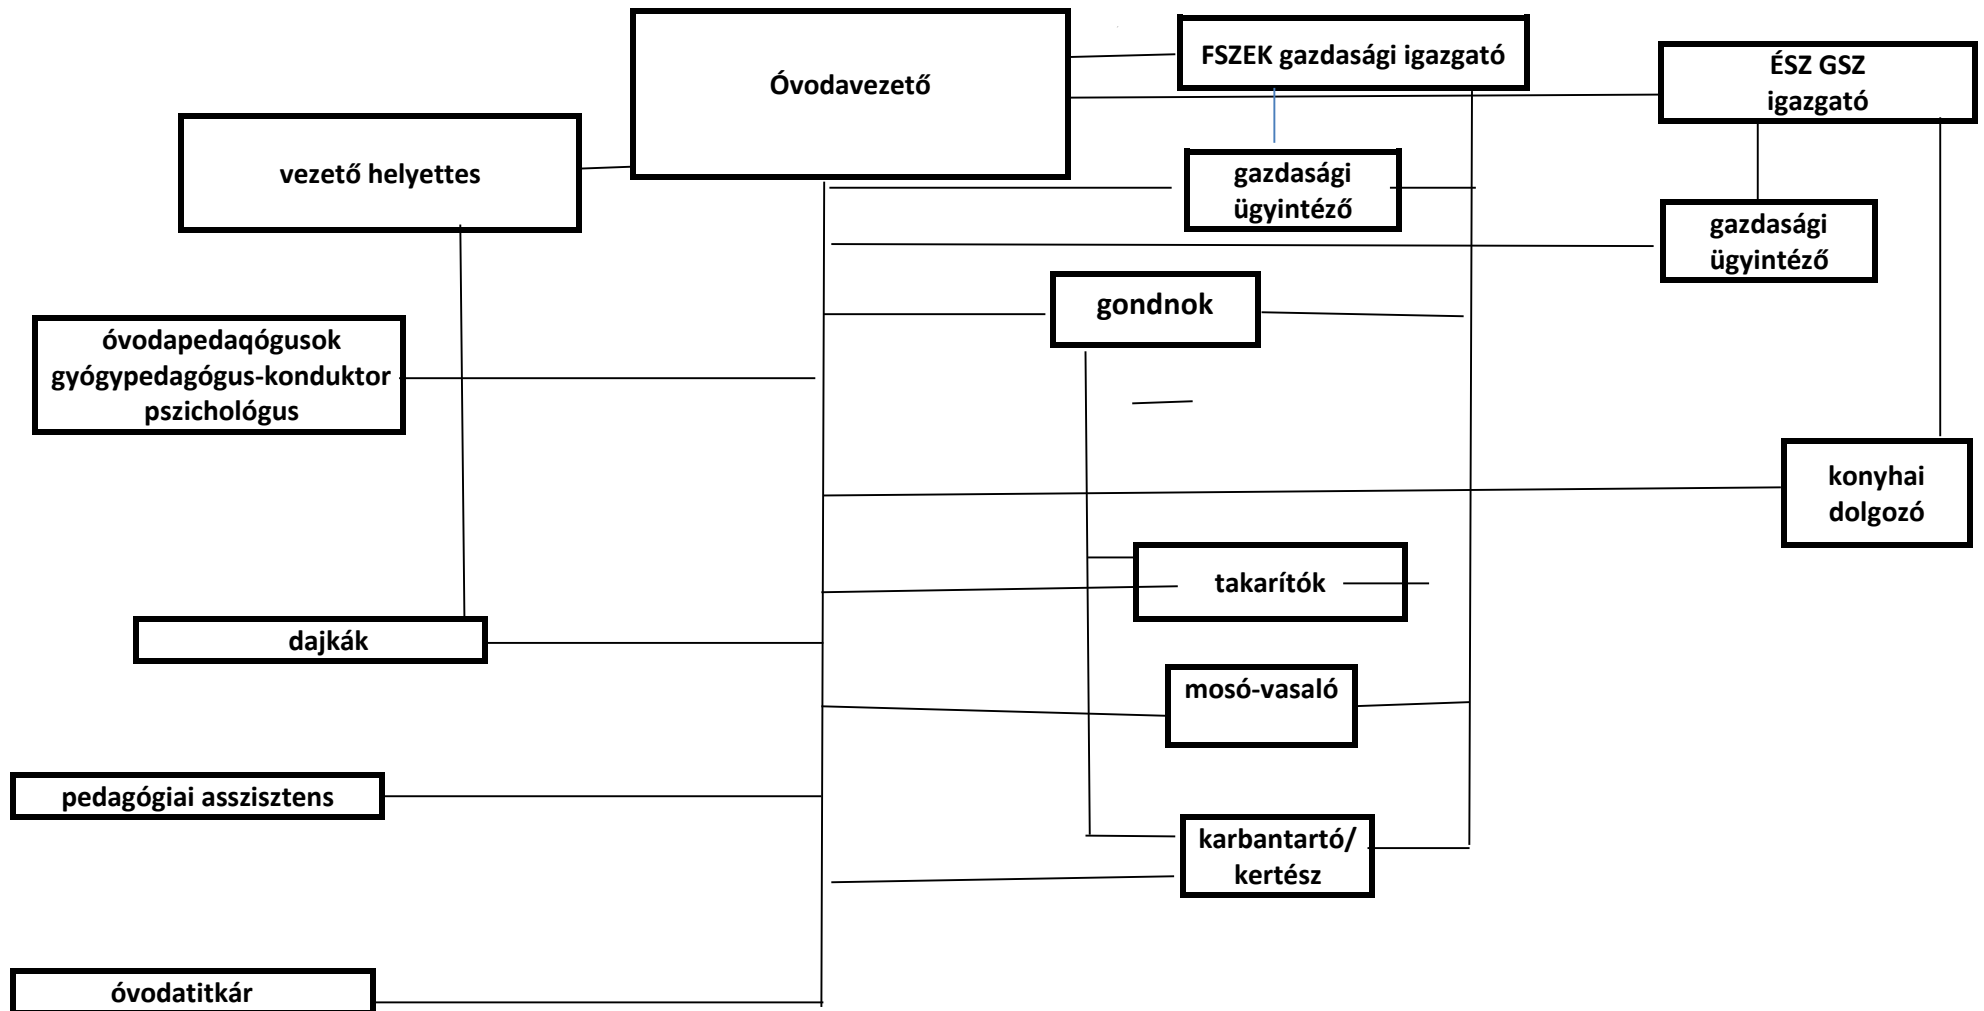 Óvodavezető
FSZEK gazdasági igazgató
ÉSZ GSZ
igazgató
vezető helyettes
gazdasági
ügyintéző
gazdasági
ügyintéző
gondnok
óvodapedaqógusok
gyógypedagógus-konduktor
pszichológus
konyhai
dolgozó
takarítók
dajkák
mosó-vasaló
pedagógiai asszisztens
karbantartó/
kertész
óvodatitkár